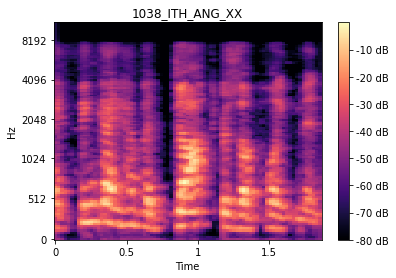 1038_ITH_ANG_XX
8192
4096
2048
1024
512
0
Hz
0
0.5
1
1.5
Time
-10 dB
-20 dB
-30 dB
-40 dB
-50 dB
-60 dB
-70 dB
-80 dB